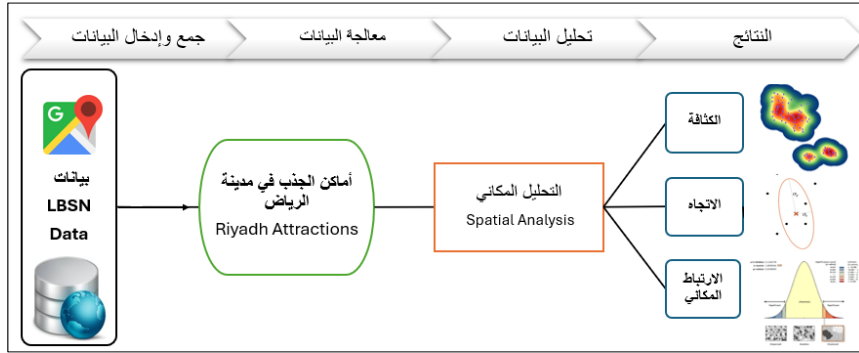 جمع وإدخال البيانات
معالجة البيانات
تحليل البيانات
النتائج
G
بيانات
LBSN
Data
أماكن الجذب في مدينة
الرياض
Riyadh Attractions
التحليل المكاني
Spatial Analysis
الكثافة
الاتجاه
الارتباط
المكاني